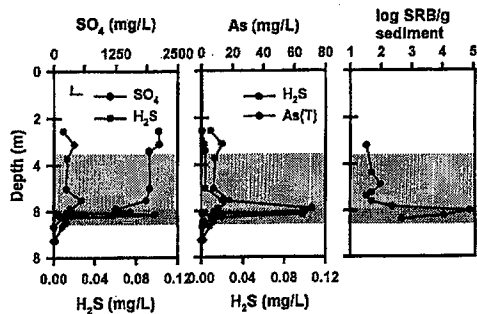 SO₄ (mg/L)
As (mg/L)
log SRB/g
sediment
0 1250 .2500
0 20 40 60 80
1 2 3 4 5
0
2
4
6
8
Depth (m)
SO₄
H₂S
H₂S
As(T)
0.00 0.04 0.08 0.12
0.00 0.04 0.08 0.12
H₂S (mg/L)
H₂S (mg/L)